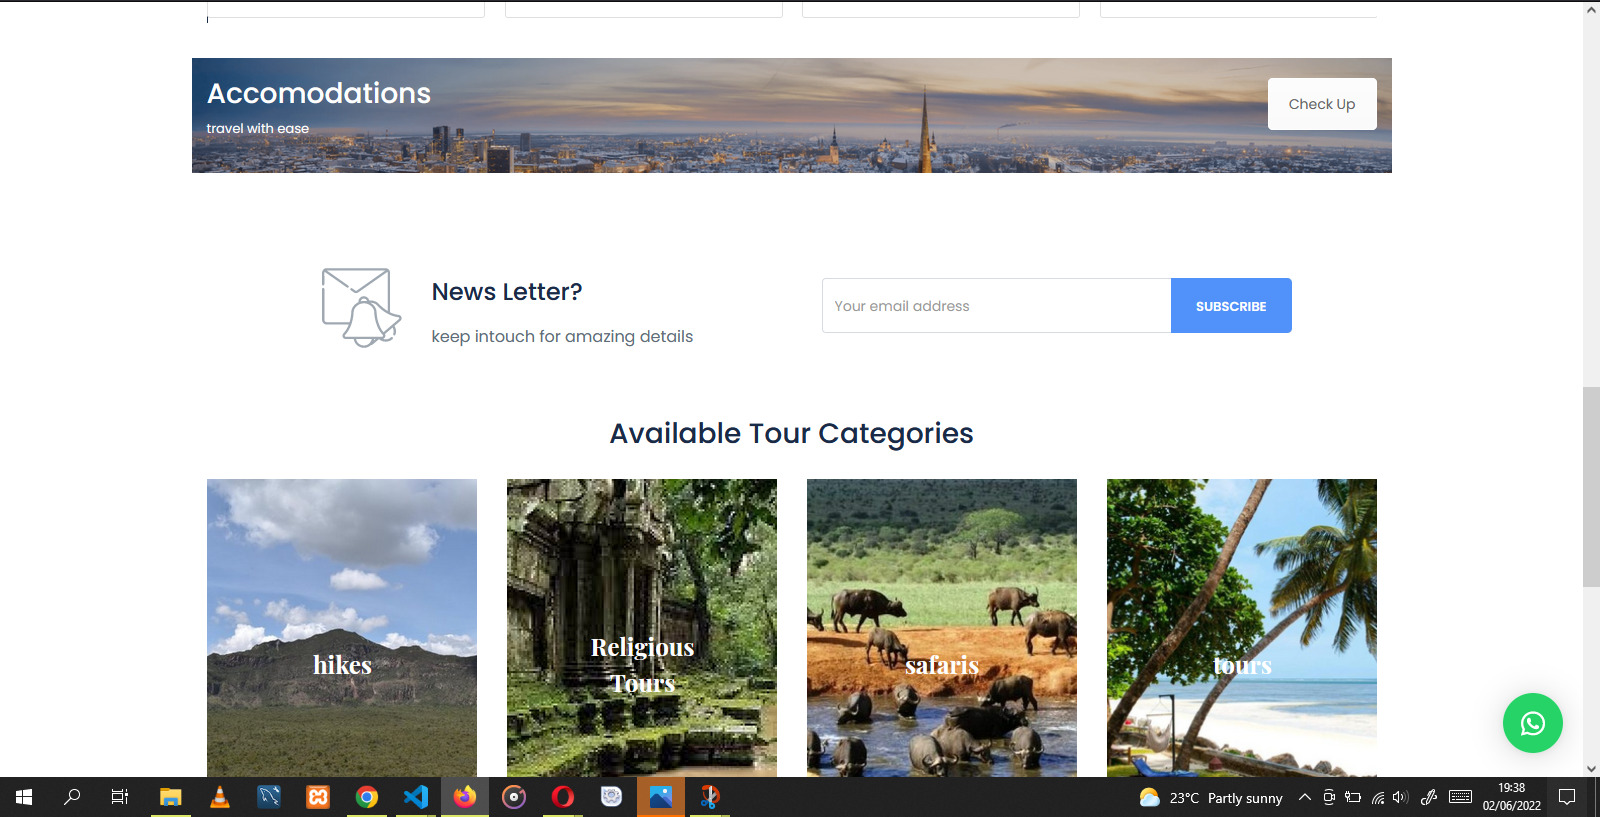 Accomodations
travel with ease
Check Up
News Letter?
keep intouch for amazing details
Your email address
SUBSCRIBE
Available Tour Categories
hikes
Religious
Tours
safaris
tours
23°C Partly sunny
19:38
02/06/2022